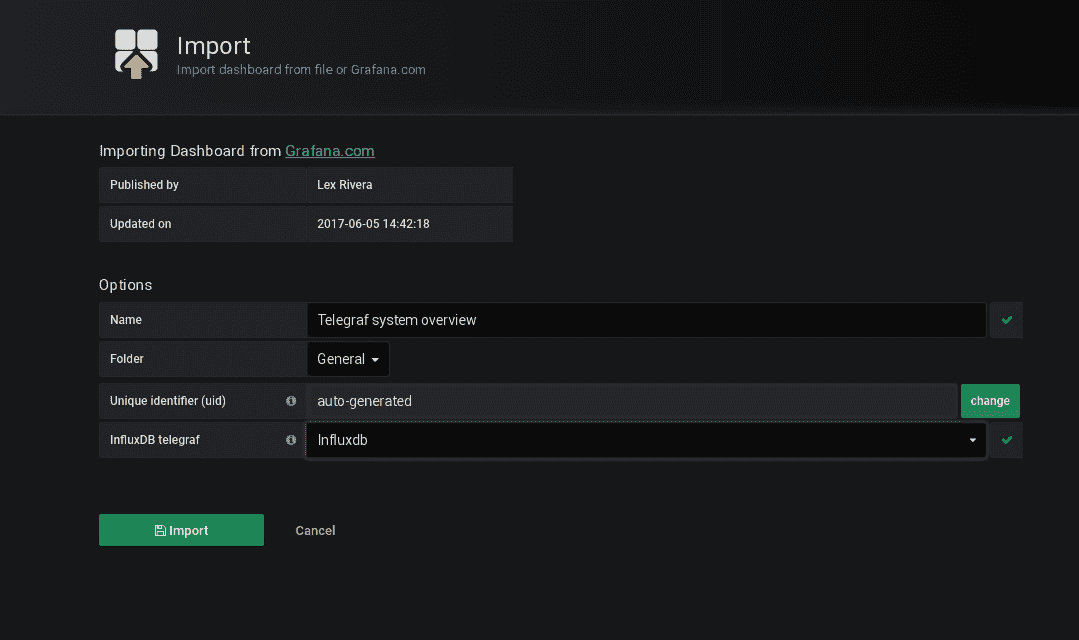 Import
Import dashboard from file or Grafana.com
Importing Dashboard from Grafana.com
Published by Lex Rivera
Updated on 2017-06-05 14:42:18
Options
Name Telegraf system overview
Folder General
Unique identifier (uid) auto-generated change
InfluxDB telegraf Influxdb
Import Cancel